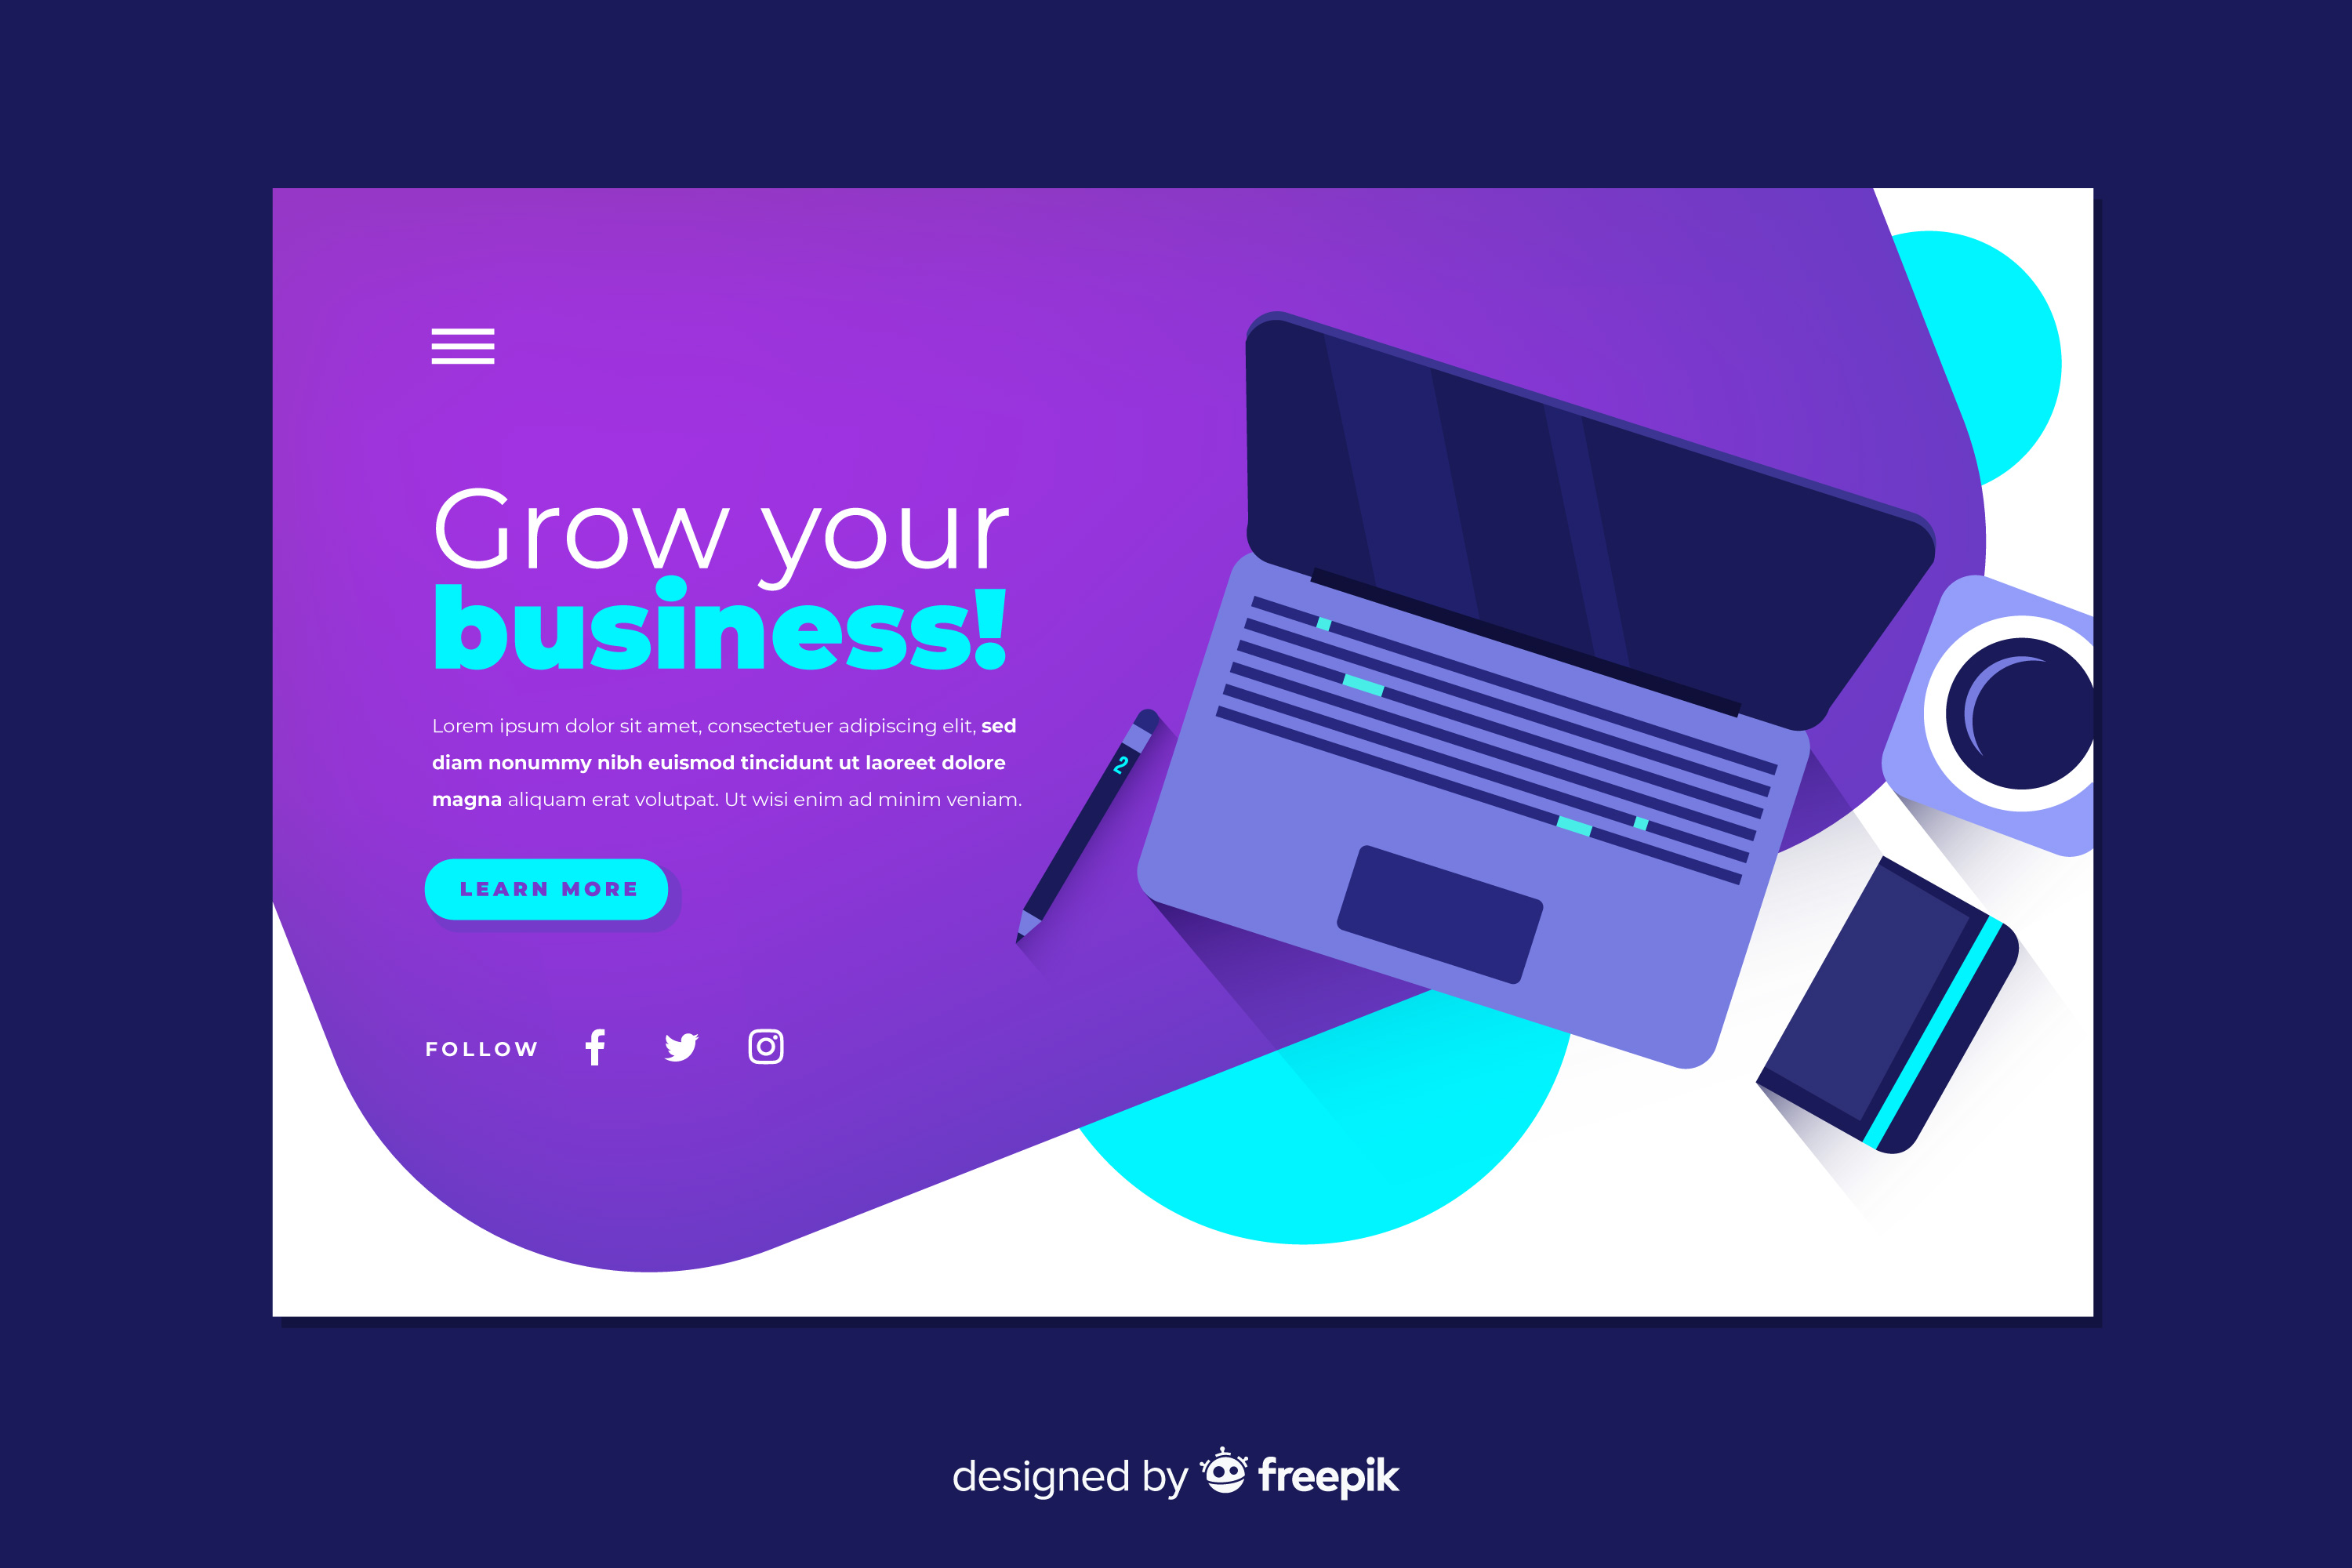 Grow your
business!
Lorem ipsum dolor sit amet, consectetuer adipiscing elit, sed
diam nonummy nibh euismod tincidunt ut laoreet dolore
magna aliquam erat volutpat. Ut wisi enim ad minim veniam.
2
LEARN MORE
FOLLOW
designed by freepik